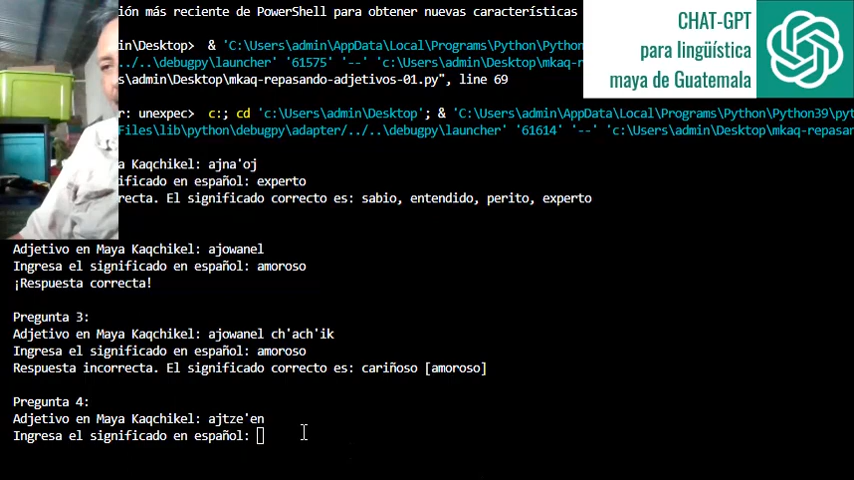 ión más reciente de PowerShell para obtener nuevas características
CHAT-GPT
para lingüística
maya de Guatemala
in\Desktop> & 'C:\Users\admin\AppData\Local\Programs\Python\Python
/../..\debugpy\launcher' '61575' '--' 'c:\Users\admin\Desktop\mkaq-r
s\admin\Desktop\mkaq-repasando-adjetivos-01.py", line 69
r: unexpec> c:; cd 'c:\Users\admin\Desktop'; & 'C:\Users\admin\AppData\Local\Programs\Python\Python39\pyt
Files\lib\python\debugpy\adapter/../..\debugpy\launcher' '61614' '--' 'c:\Users\admin\Desktop\mkaq-repasan
a Kaqchikel: ajna'oj
ificado en español: experto
recta. El significado correcto es: sabio, entendido, perito, experto
Adjetivo en Maya Kaqchikel: ajowanel
Ingresa el significado en español: amoroso
¡Respuesta correcta!
Pregunta 3:
Adjetivo en Maya Kaqchikel: ajowanel ch'ach'ik
Ingresa el significado en español: amoroso
Respuesta incorrecta. El significado correcto es: cariñoso [amoroso]
Pregunta 4:
Adjetivo en Maya Kaqchikel: ajtze'en
Ingresa el significado en español: